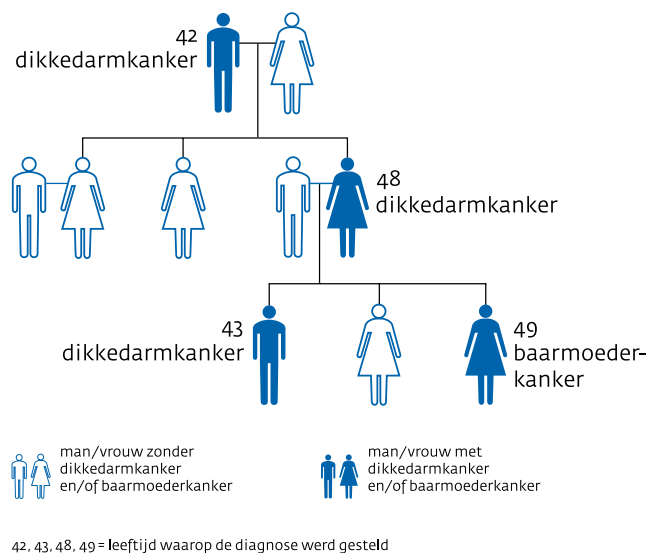 42
dikkedarmkanker
48
dikkedarmkanker
43
dikkedarmkanker
49
baarmoeder-
kanker
man/vrouw zonder
dikkedarmkanker
en/of baarmoederkanker
man/vrouw met
dikkedarmkanker
en/of baarmoederkanker
42, 43, 48, 49 = leeftijd waarop de diagnose werd gesteld